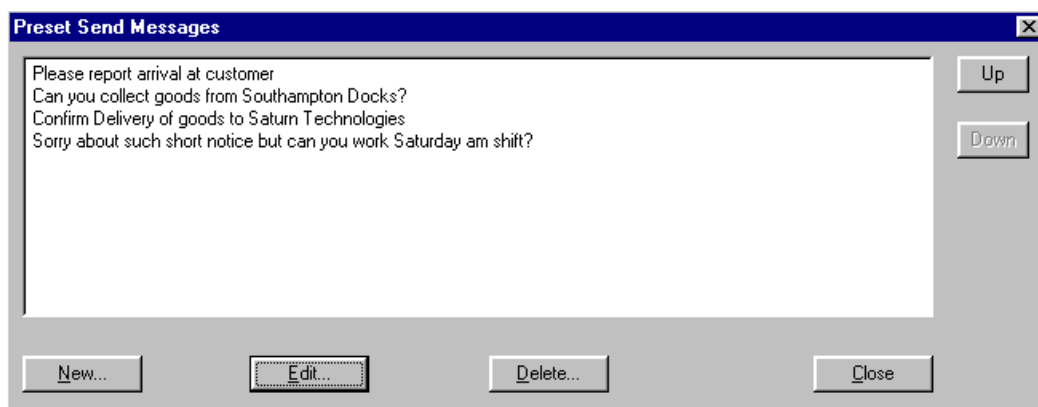 Preset Send Messages
Please report arrival at customer
Can you collect goods from Southampton Docks?
Confirm Delivery of goods to Saturn Technologies
Sorry about such short notice but can you work Saturday am shift?
Up
Down
New...
Edit...
Delete...
Close